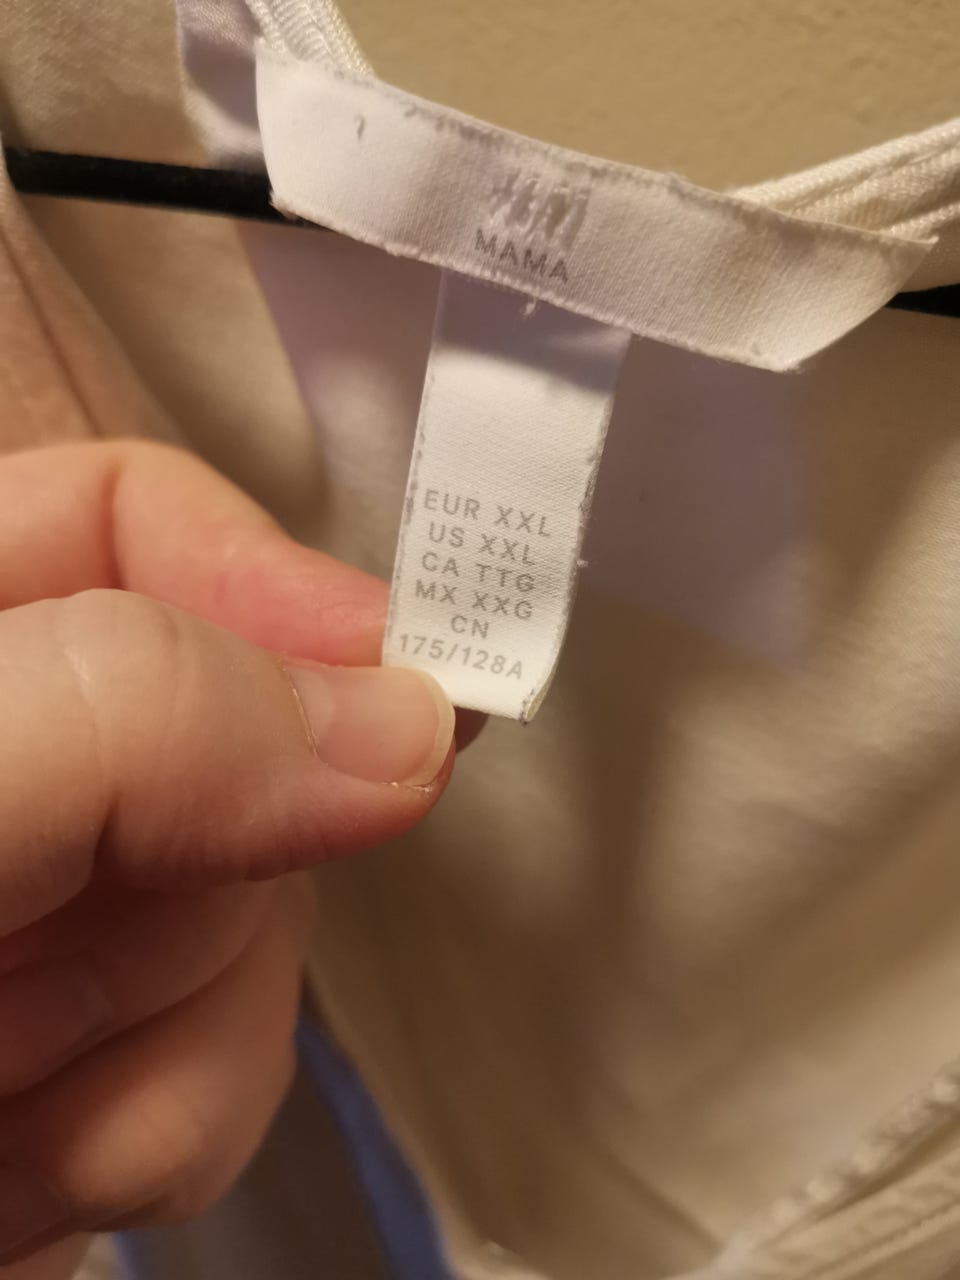 H&M
MAMA
EUR XXL
US XXL
CA TTG
MX XXG
CN
175/128A